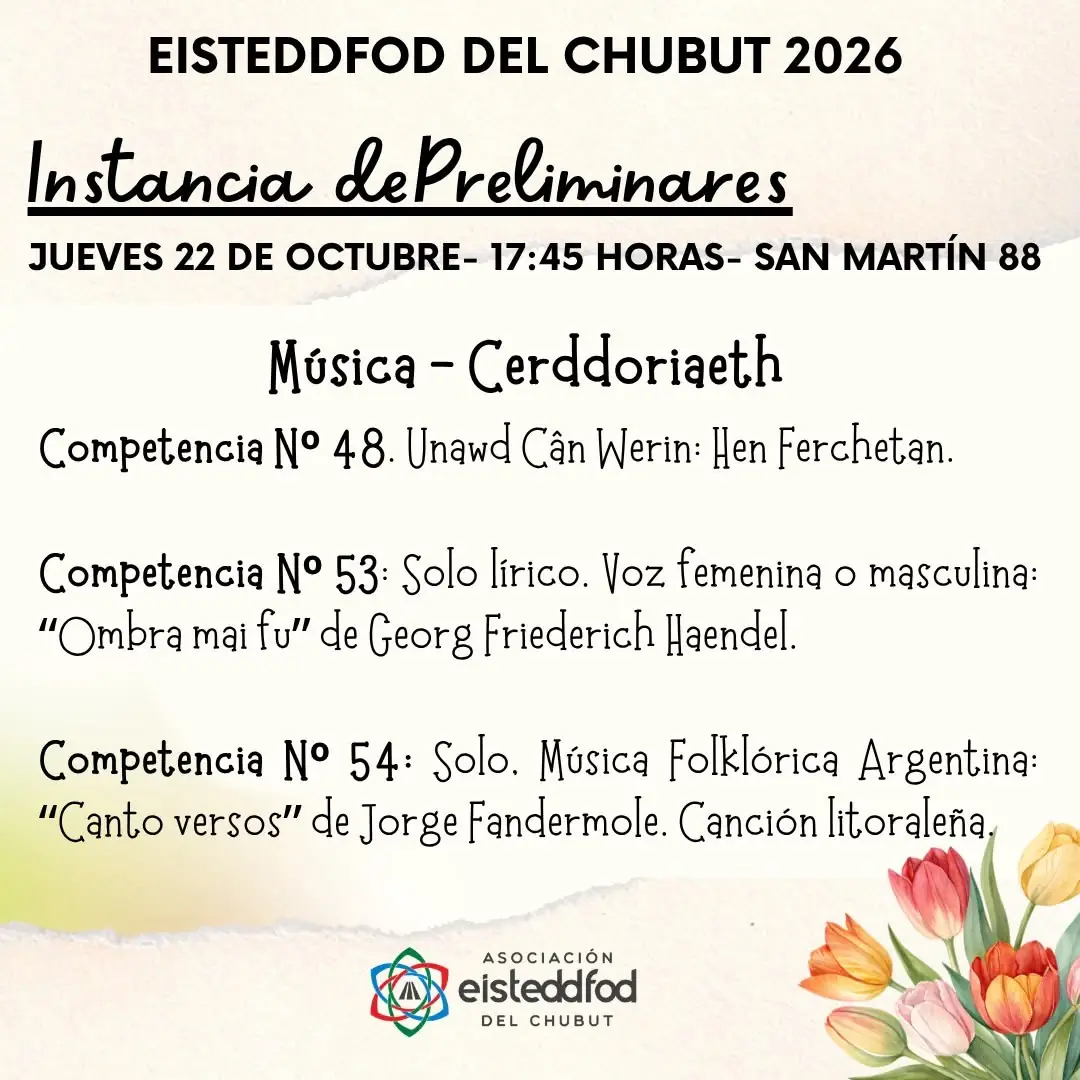 EISTEDDFOD DEL CHUBUT 2026
Instancia de Preliminares
JUEVES 22 DE OCTUBRE- 17:45 HORAS- SAN MARTÍN 88
Música - Cerddoriaeth
Competencia Nº 48. Unawd Cân Werin: Hen Ferchetan.
Competencia Nº 53: Solo lírico. Voz femenina o masculina:
“Ombra mai fu” de Georg Friederich Haendel.
Competencia Nº 54: Solo. Música Folklórica Argentina:
“Canto versos” de Jorge Fandermole. Canción litoraleña.
ASOCIACIÓN
eisteddfod
DEL CHUBUT